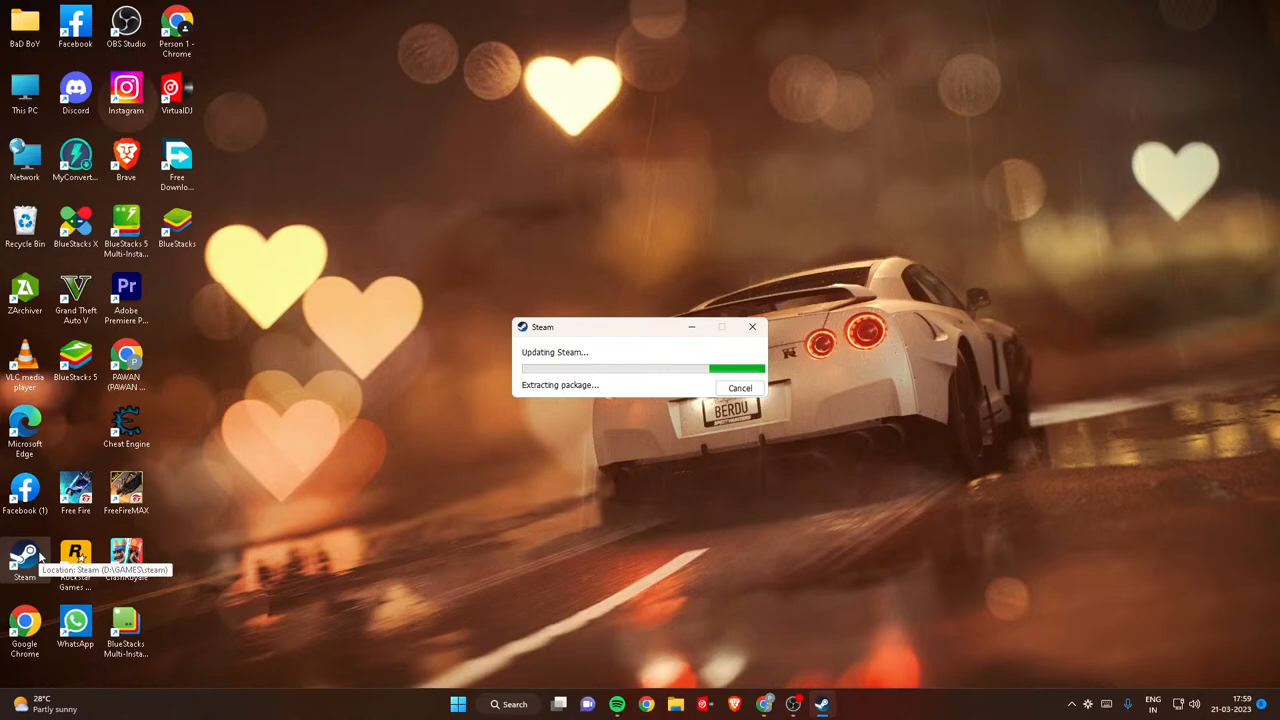 BaD BoY
Facebook
OBS Studio
Person 1 -
Chrome
This PC
Discord
Instagram
VirtualDJ
Network
MyConvert...
Brave
Free
Downlo...
Recycle Bin
BlueStacks X
BlueStacks 5
Multi-Insta...
BlueStacks
ZArchiver
Grand Theft
Auto V
Adobe
Premiere P...
VLC media
player
BlueStacks 5
PAWAN
(PAWAN ...
Microsoft
Edge
Cheat Engine
Facebook (1)
Free Fire
FreeFireMAX
Steam
Rockstar
Games ...
ClashRoyale
Location: Steam (D:\GAMES\steam)
Google
Chrome
WhatsApp
BlueStacks
Multi-Insta...
Steam
Updating Steam...
Extracting package...
Cancel
BERDU
28°C
Partly sunny
Search
ENG
IN
17:59
21-03-2023